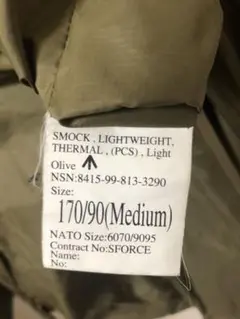 SMOCK , LIGHTWEIGHT,
THERMAL , (PCS) , Light
Olive
NSN:8415-99-813-3290
Size:
170/90(Medium)
NATO Size:6070/9095
Contract No:SFORCE
Name:
No: